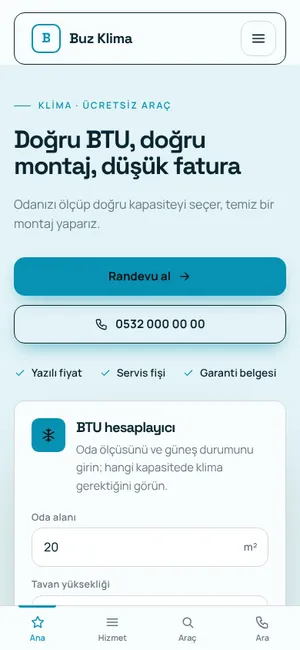 B Buz Klima
KLİMA · ÜCRETSİZ ARAÇ
Doğru BTU, doğru
montaj, düşük fatura
Odanızı ölçüp doğru kapasiteyi seçer, temiz bir
montaj yaparız.
Randevu al →
0532 000 00 00
Yazılı fiyat Servis fişi Garanti belgesi
BTU hesaplayıcı
Oda ölçüsünü ve güneş durumunu
girin; hangi kapasitede klima
gerektiğini görün.
Oda alanı
20 m²
Tavan yüksekliği
Ana Hizmet Araç Ara